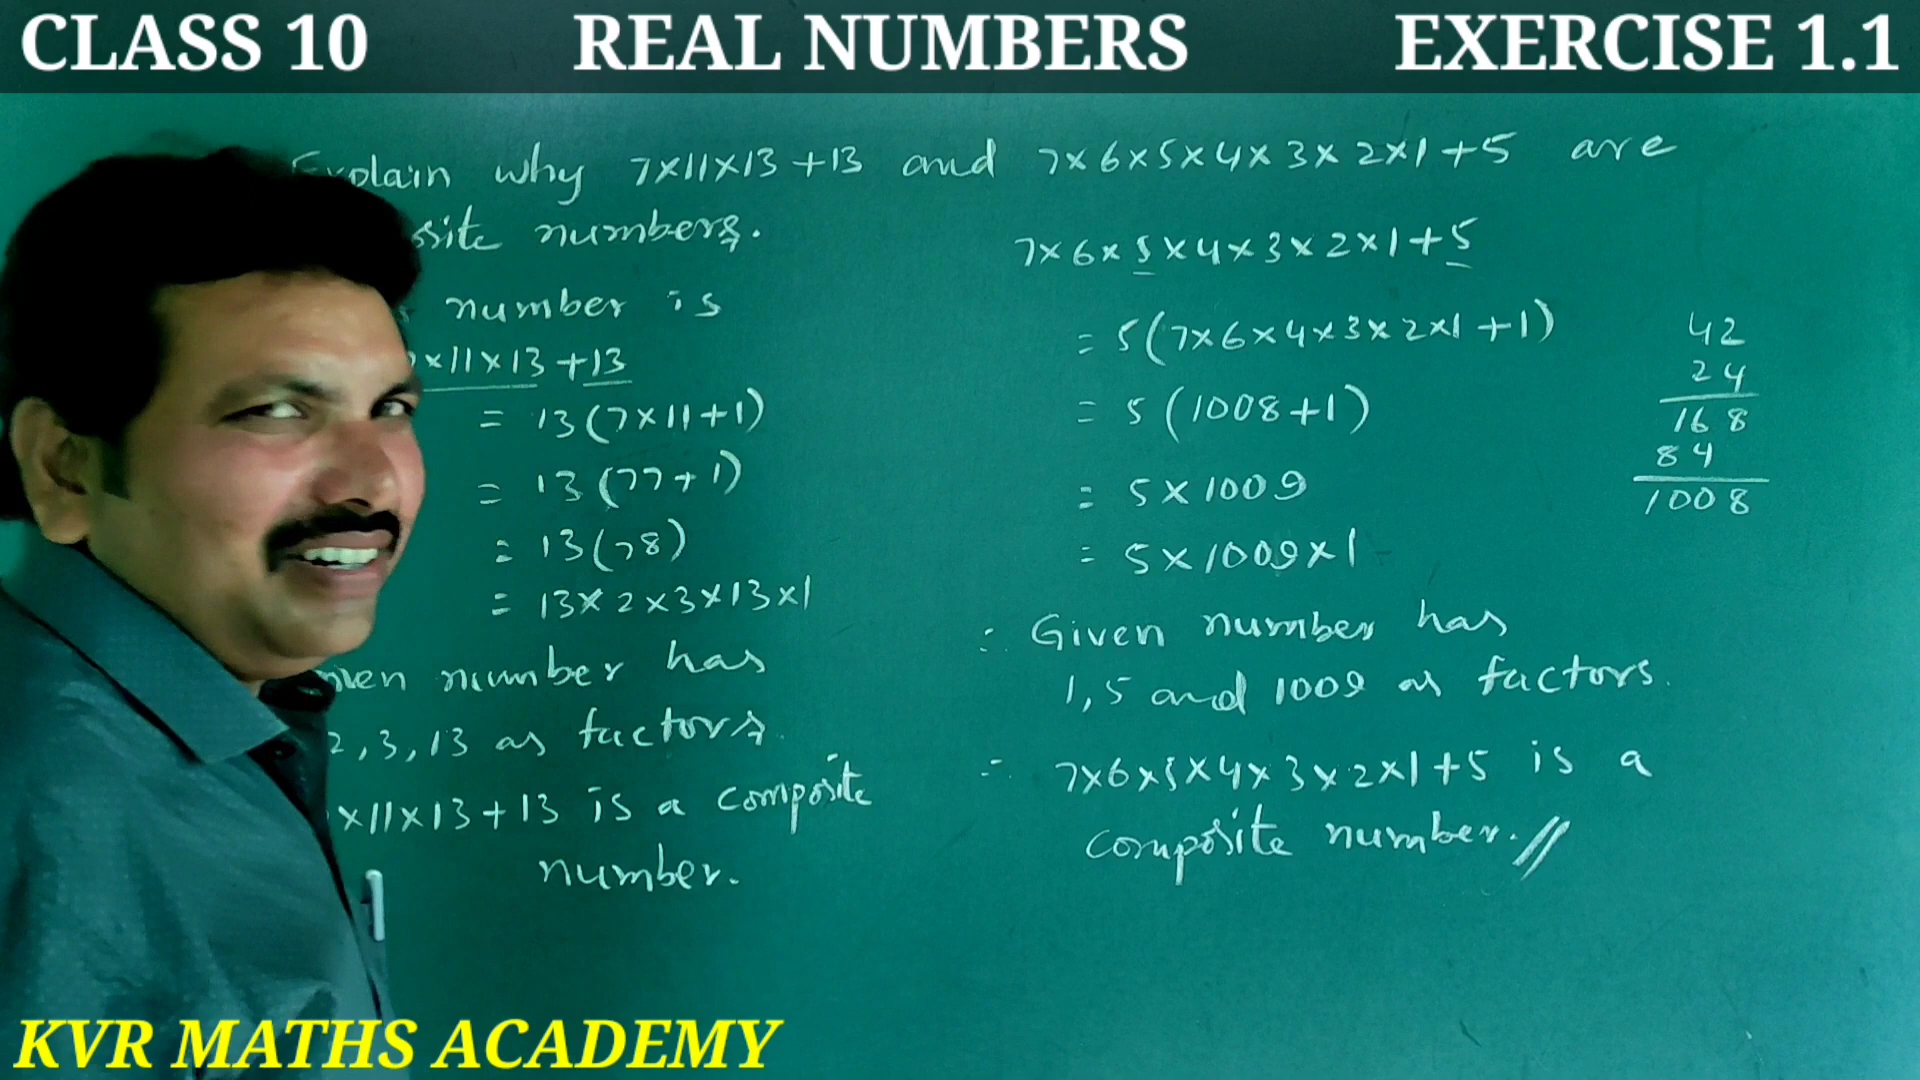 CLASS 10 REAL NUMBERS EXERCISE 1.1
Explain why 7×11×13+13 and 7×6×5×4×3×2×1+5 are
site numbers.
number is
×11×13+13
= 13(7×11+1)
= 13(77+1)
= 13(78)
= 13×2×3×13×1
number has
2,3,13 as factors.
×11×13+13 is a composite
number.
7×6×5×4×3×2×1+5
= 5(7×6×4×3×2×1+1)
= 5(1008+1)
= 5×1009
= 5×1009×1
∴ Given number has
1,5 and 1009 as factors.
∴ 7×6×5×4×3×2×1+5 is a
composite number.//
42
24
168
84
1008
KVR MATHS ACADEMY